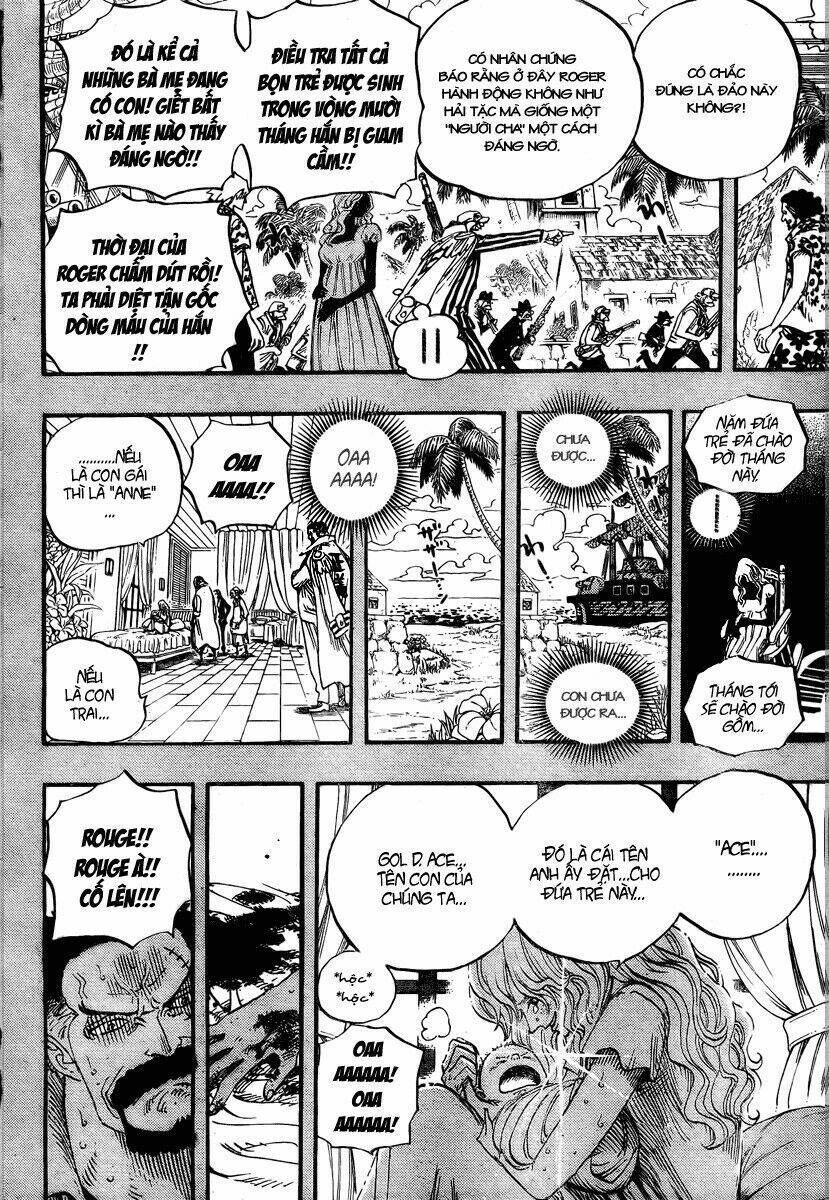 CÓ CHẮC
ĐÚNG LÀ ĐẢO NÀY
KHÔNG?!
CÓ NHÂN CHỨNG
BÁO RẰNG Ở ĐÂY ROGER
HÀNH ĐỘNG KHÔNG NHƯ
HẢI TẶC MÀ GIỐNG MỘT
"NGƯỜI CHA" MỘT CÁCH
ĐÁNG NGỜ.
ĐIỀU TRA TẤT CẢ
BỌN TRẺ ĐƯỢC SINH
TRONG VÒNG MƯỜI
THÁNG HẮN BỊ GIAM
CẦM!!
ĐÓ LÀ KỂ CẢ
NHỮNG BÀ MẸ ĐANG
CÓ CON! GIẾT BẤT
KÌ BÀ MẸ NÀO THẤY
ĐÁNG NGỜ!!
THỜI ĐẠI CỦA
ROGER CHẤM DỨT RỒI!
TA PHẢI DIỆT TẬN GỐC
DÒNG MÁU CỦA HẮN
!!
!!
NĂM ĐỨA
TRẺ ĐÃ CHÀO
ĐỜI THÁNG
NÀY.
THÁNG TỚI
SẼ CHÀO ĐỜI
GỒM...
CHƯA
ĐƯỢC...
CON CHƯA
ĐƯỢC RA...
OAA
AAAA!
OAA
AAAA!!
..........NẾU
LÀ CON GÁI
THÌ LÀ "ANNE"
...
NẾU
LÀ CON
TRAI...
"ACE"....
.........
ĐÓ LÀ CÁI TÊN
ANH ẤY ĐẶT...CHO
ĐỨA TRẺ NÀY...
GOL D. ACE...
TÊN CON CỦA
CHÚNG TA...
*hộc*
*hộc*
OAA
AAAAAA!
OAA
AAAAAA!
ROUGE!!
ROUGE À!!
CỐ LÊN!!!